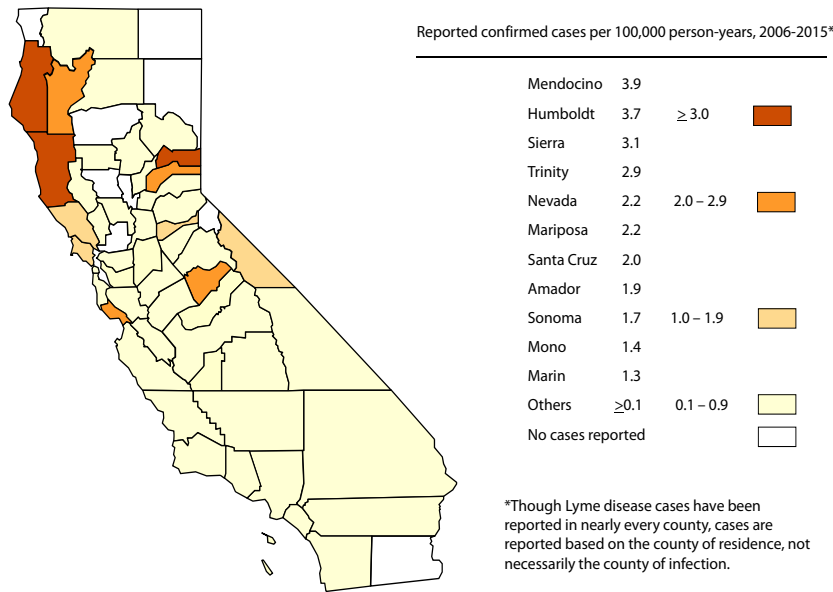 Reported confirmed cases per 100,000 person-years, 2006-2015*
Mendocino 3.9
Humboldt 3.7 ≥ 3.0
Sierra 3.1
Trinity 2.9
Nevada 2.2 2.0 – 2.9
Mariposa 2.2
Santa Cruz 2.0
Amador 1.9
Sonoma 1.7 1.0 – 1.9
Mono 1.4
Marin 1.3
Others ≥0.1 0.1 – 0.9
No cases reported
*Though Lyme disease cases have been
reported in nearly every county, cases are
reported based on the county of residence, not
necessarily the county of infection.